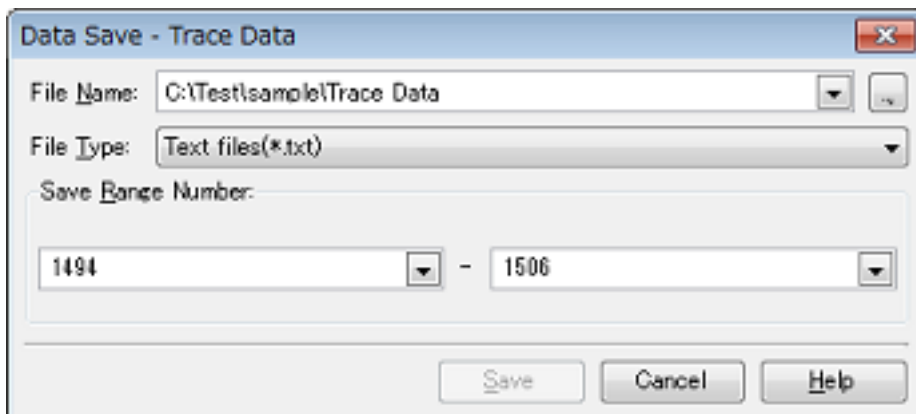 Data Save - Trace Data
File Name: C:\Test\sample\Trace Data
File Type: Text files(*.txt)
Save Range Number:
1494 - 1506
Save Cancel Help